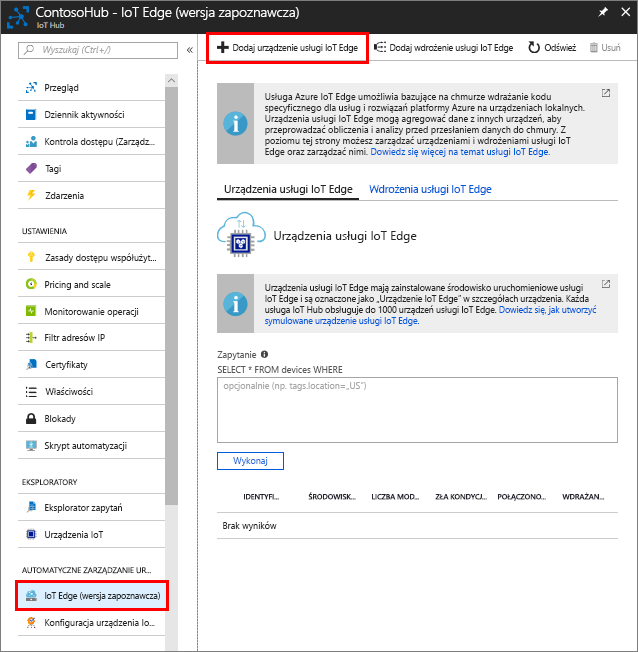 ContosoHub - IoT Edge (wersja zapoznawcza)
IoT Hub
Wyszukaj (Ctrl+/)
«
Dodaj urządzenie usługi IoT Edge
Dodaj wdrożenie usługi IoT Edge
Odśwież
Usuń
Przegląd
Dziennik aktywności
Kontrola dostępu (Zarządz...
Tagi
Zdarzenia
USTAWIENIA
Zasady dostępu współużyt...
Pricing and scale
Monitorowanie operacji
Filtr adresów IP
Certyfikaty
Właściwości
Blokady
Skrypt automatyzacji
EKSPLORATORY
Eksplorator zapytań
Urządzenia IoT
AUTOMATYCZNE ZARZĄDZANIE UR...
IoT Edge (wersja zapoznawcza)
Konfiguracja urządzenia Io...
Usługa Azure IoT Edge umożliwia bazujące na chmurze wdrażanie kodu
specyficznego dla usług i rozwiązań platformy Azure na urządzeniach lokalnych.
Urządzenia usługi IoT Edge mogą agregować dane z innych urządzeń, aby
przeprowadzać obliczenia i analizy przed przesłaniem danych do chmury. Z
poziomu tej strony możesz zarządzać urządzeniami i wdrożeniami usługi IoT
Edge oraz zarządzać nimi. Dowiedz się więcej na temat usługi IoT Edge.
Urządzenia usługi IoT Edge
Wdrożenia usługi IoT Edge
Urządzenia usługi IoT Edge
Urządzenia usługi IoT Edge mają zainstalowane środowisko uruchomieniowe usługi
IoT Edge i są oznaczone jako „Urządzenie IoT Edge” w szczegółach urządzenia. Każda
usługa IoT Hub obsługuje do 1000 urządzeń usługi IoT Edge. Dowiedz się, jak utworzyć
symulowane urządzenie usługi IoT Edge.
Zapytanie
SELECT * FROM devices WHERE
opcjonalnie (np. tags.location=„US”)
Wykonaj
IDENTYFI... ŚRODOWISK... LICZBA MOD... ZŁA KONDYCJ... POŁĄCZONO... WDRAŻAN...
Brak wyników